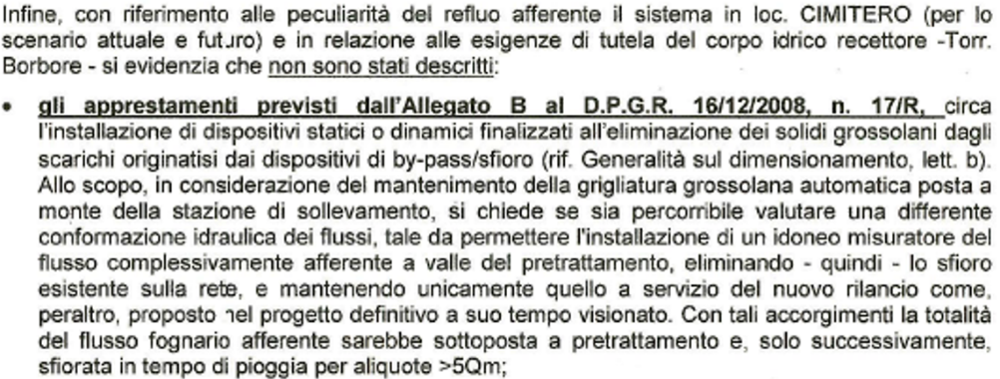 Infine, con riferimento alle peculiarità del refluo afferente il sistema in loc. CIMITERO (per lo
scenario attuale e futuro) e in relazione alle esigenze di tutela del corpo idrico recettore -Torr.
Borbore - si evidenzia che non sono stati descritti:
• gli apprestamenti previsti dall'Allegato B al D.P.G.R. 16/12/2008, n. 17/R, circa
l'installazione di dispositivi statici o dinamici finalizzati all'eliminazione dei solidi grossolani dagli
scarichi originatisi dai dispositivi di by-pass/sfioro (rif. Generalità sul dimensionamento, lett. b).
Allo scopo, in considerazione del mantenimento della grigliatura grossolana automatica posta a
monte della stazione di sollevamento, si chiede se sia percorribile valutare una differente
conformazione idraulica dei flussi, tale da permettere l'installazione di un idoneo misuratore del
flusso complessivamente afferente a valle del pretrattamento, eliminando - quindi - lo sfioro
esistente sulla rete, e mantenendo unicamente quello a servizio del nuovo rilancio come,
peraltro, proposto nel progetto definitivo a suo tempo visionato. Con tali accorgimenti la totalità
del flusso fognario afferente sarebbe sottoposta a pretrattamento e, solo successivamente,
sfiorata in tempo di pioggia per aliquote >5Qm;